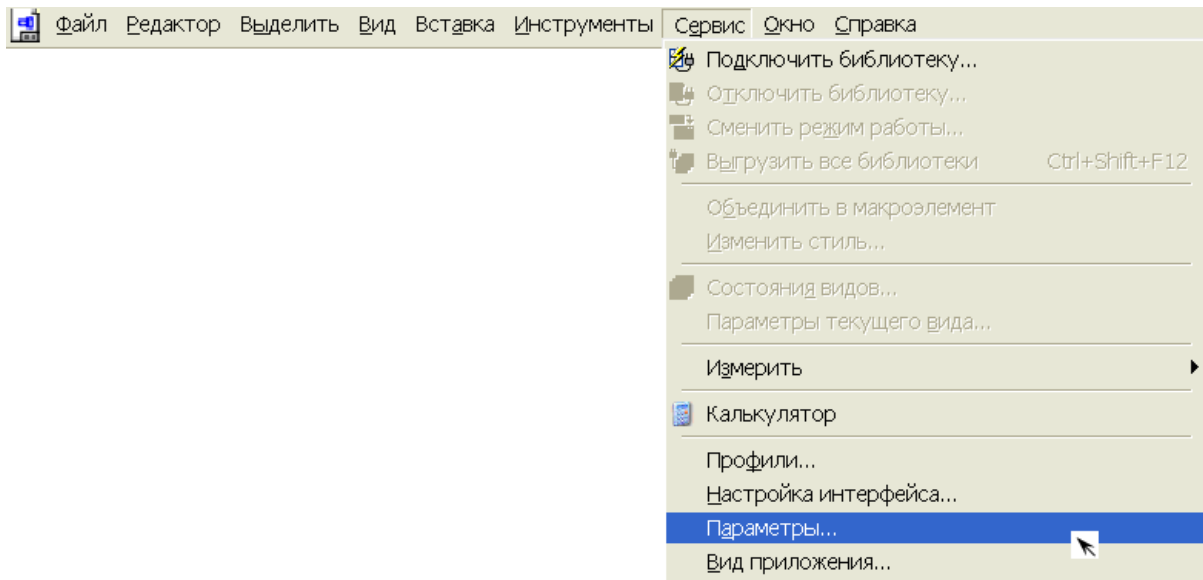 Файл Редактор Выделить Вид Вставка Инструменты Сервис Окно Справка
Подключить библиотеку...
Отключить библиотеку...
Сменить режим работы...
Выгрузить все библиотеки Ctrl+Shift+F12
Объединить в макроэлемент
Изменить стиль...
Состояния видов...
Параметры текущего вида...
Измерить
Калькулятор
Профили...
Настройка интерфейса...
Параметры...
Вид приложения...